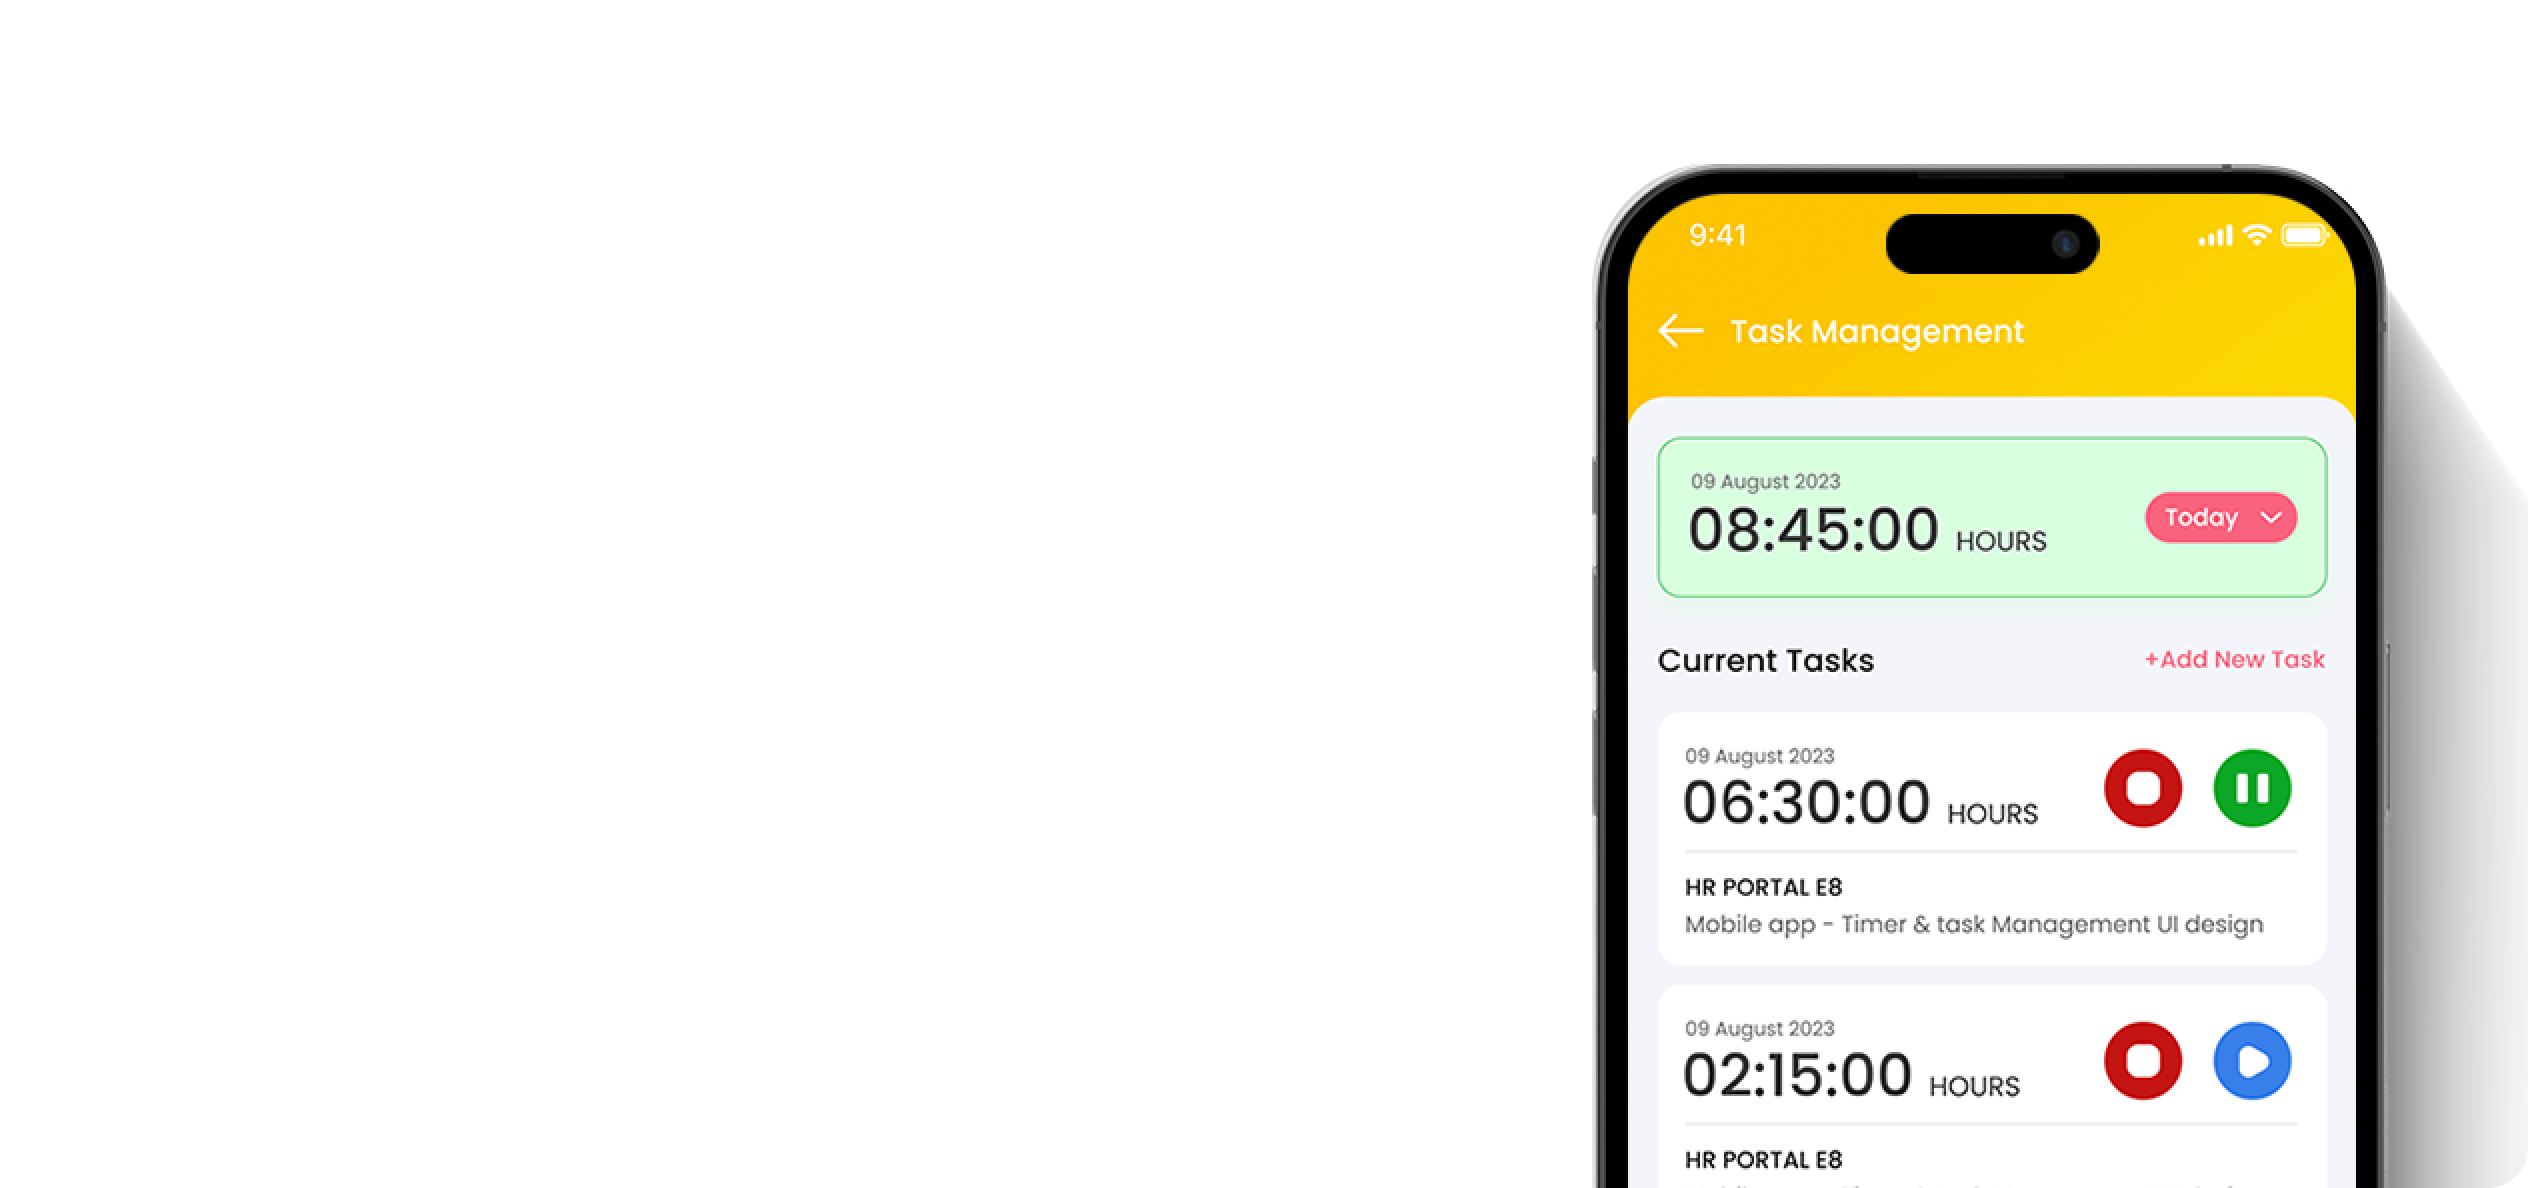 9:41
Task Management
09 August 2023
08:45:00 HOURS
Today
Current Tasks
+Add New Task
09 August 2023
06:30:00 HOURS
HR PORTAL E8
Mobile app - Timer & task Management UI design
09 August 2023
02:15:00 HOURS
HR PORTAL E8